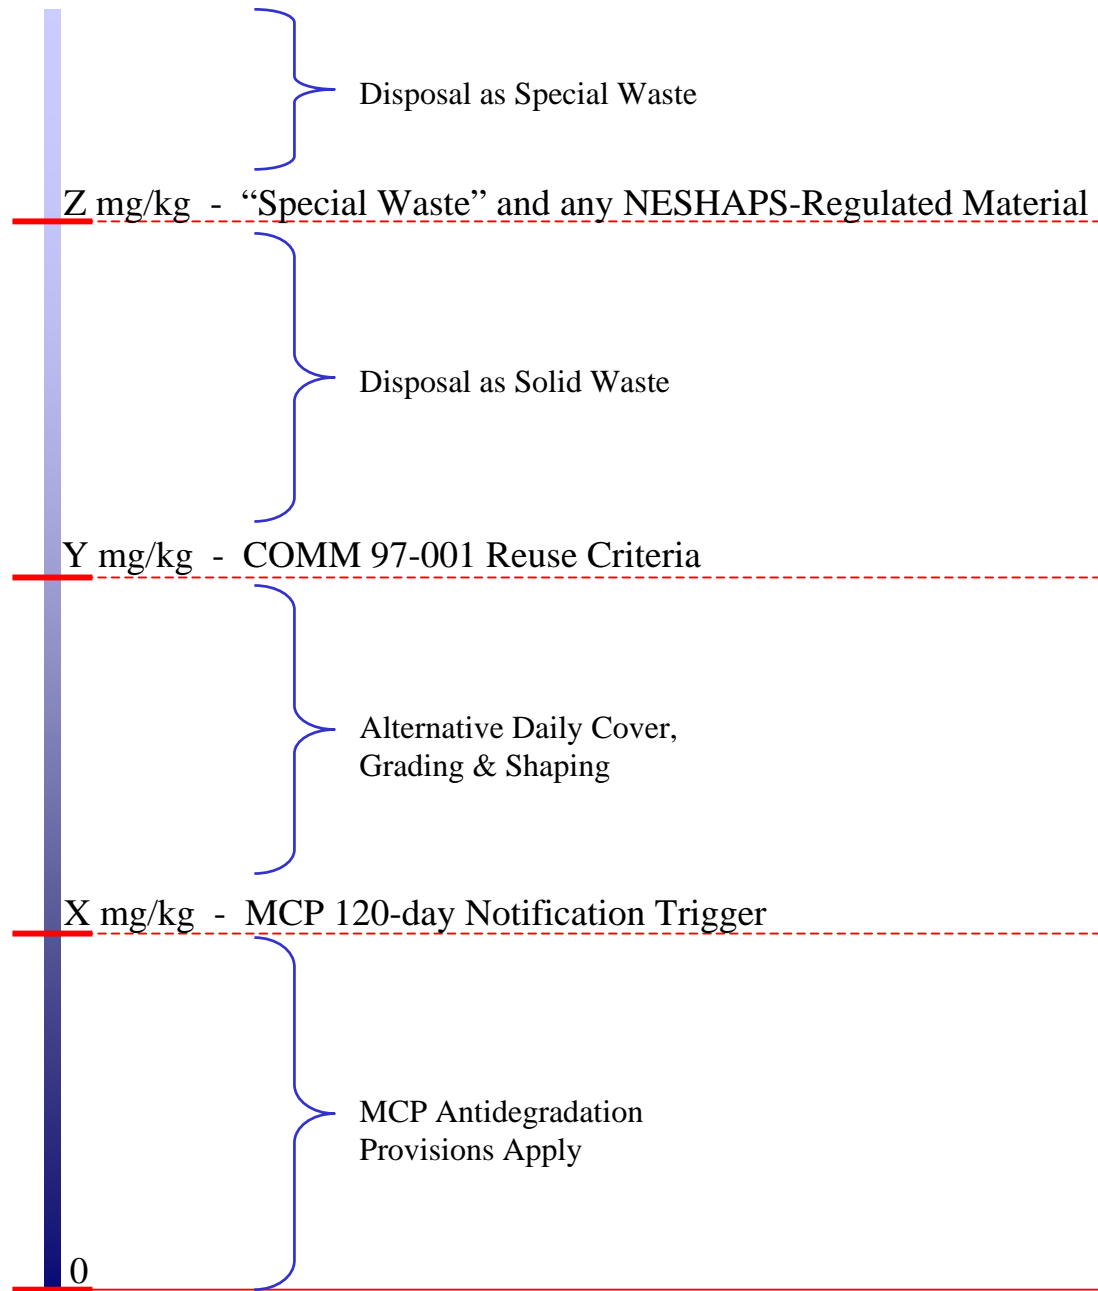 Disposal as Special Waste
Z mg/kg - “Special Waste” and any NESHAPS-Regulated Material
Disposal as Solid Waste
Y mg/kg - COMM 97-001 Reuse Criteria
Alternative Daily Cover,
Grading & Shaping
X mg/kg - MCP 120-day Notification Trigger
MCP Antidegradation
Provisions Apply
0